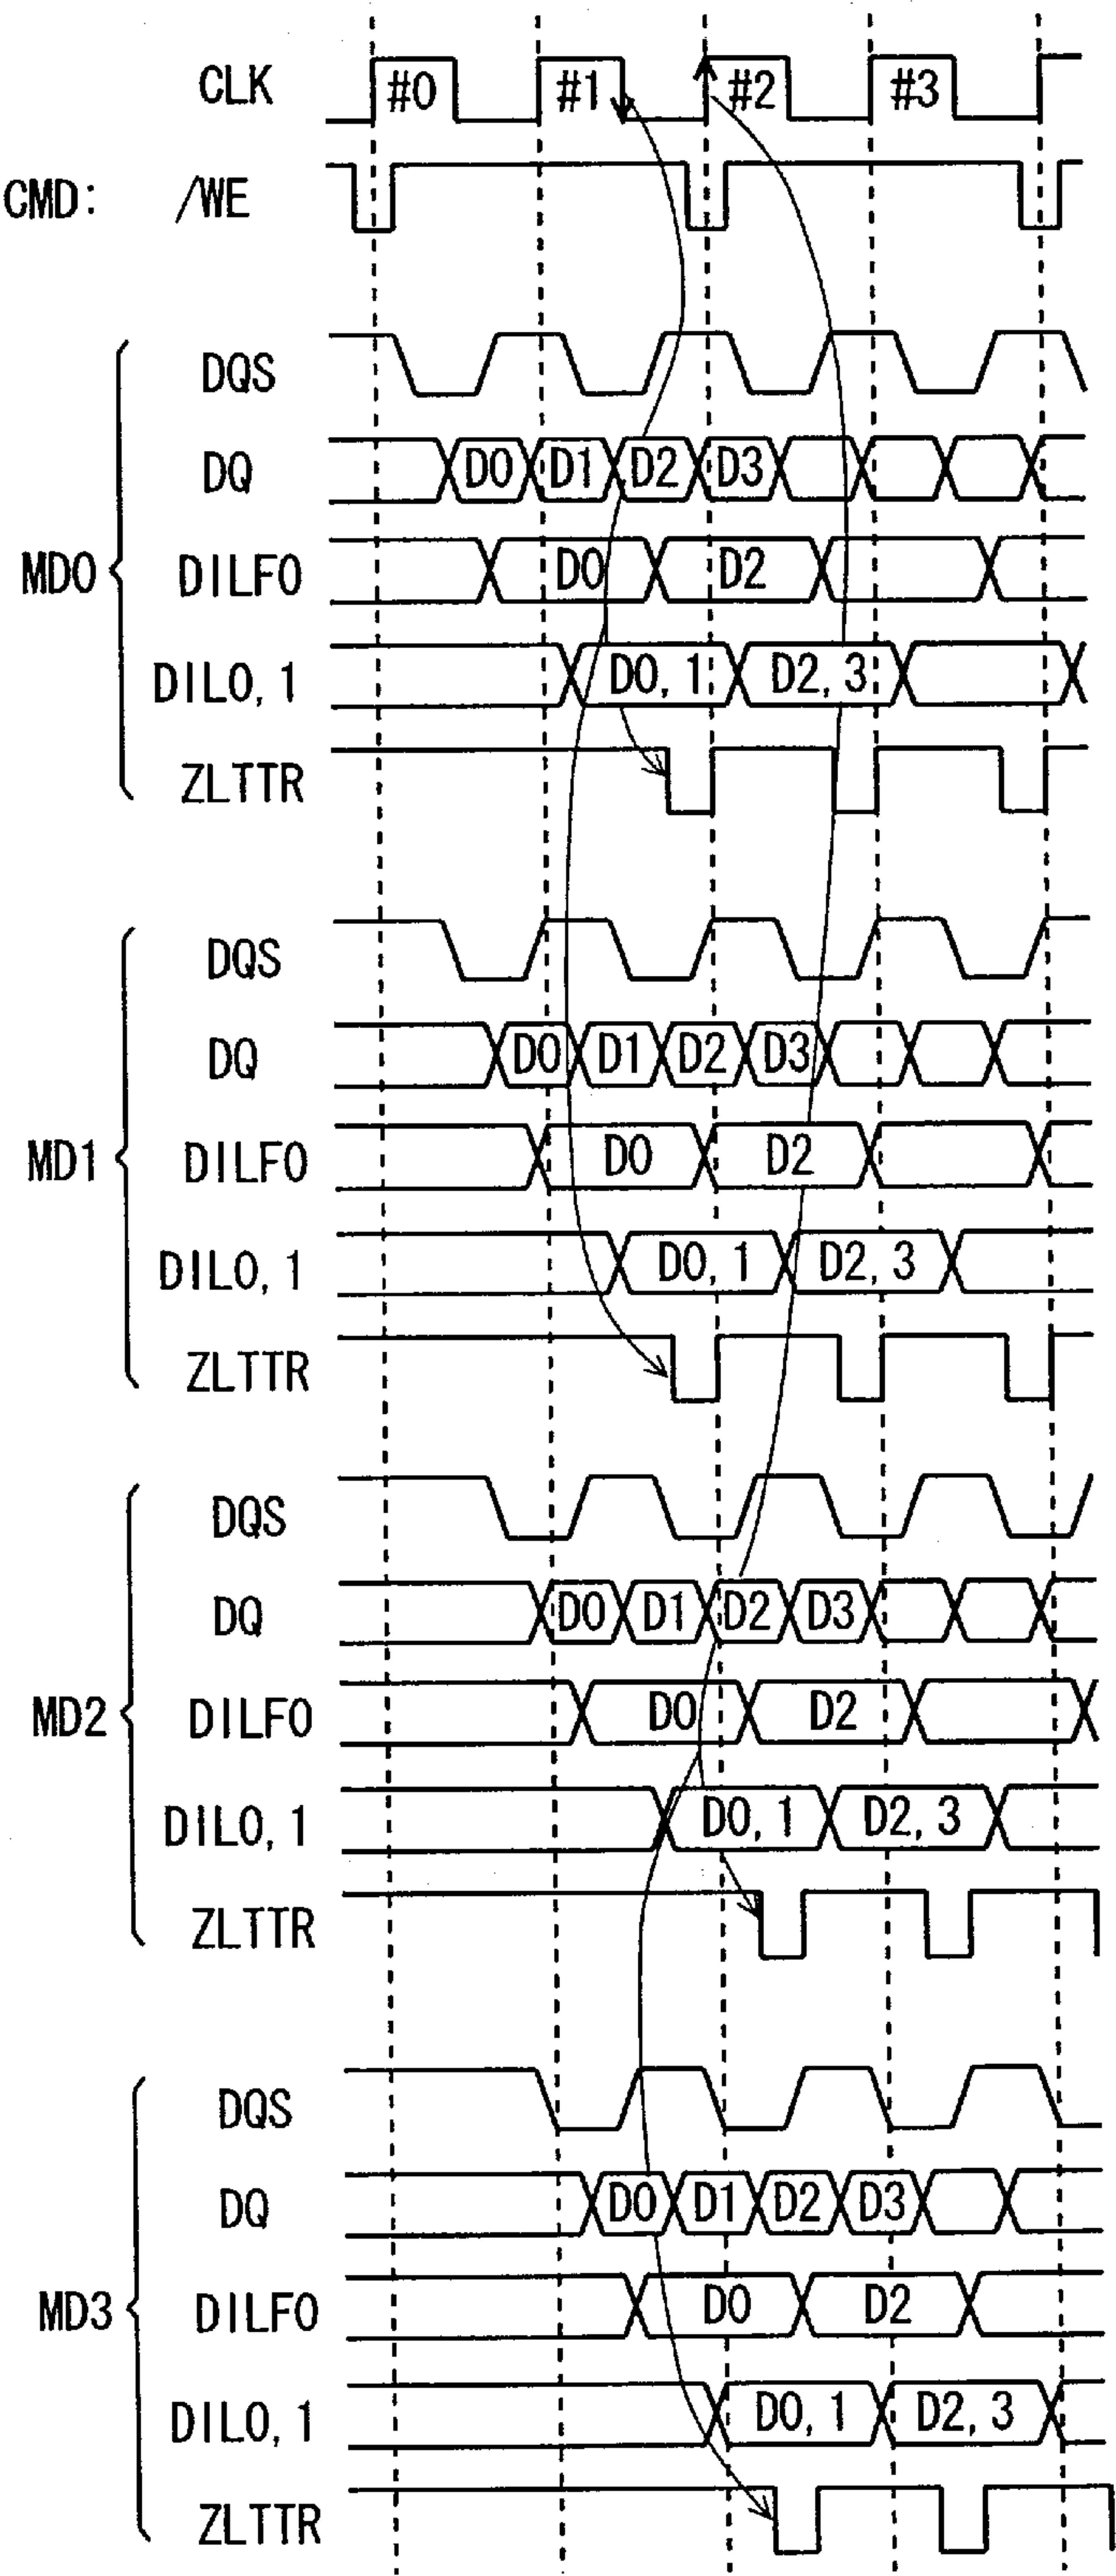 CLK #0 #1 #2 #3
CMD: /WE
MD0
DQS
DQ D0 D1 D2 D3
DILF0 D0 D2
DIL0, 1 D0, 1 D2, 3
ZLTTR
MD1
DQS
DQ D0 D1 D2 D3
DILF0 D0 D2
DIL0, 1 D0, 1 D2, 3
ZLTTR
MD2
DQS
DQ D0 D1 D2 D3
DILF0 D0 D2
DIL0, 1 D0, 1 D2, 3
ZLTTR
MD3
DQS
DQ D0 D1 D2 D3
DILF0 D0 D2
DIL0, 1 D0, 1 D2, 3
ZLTTR